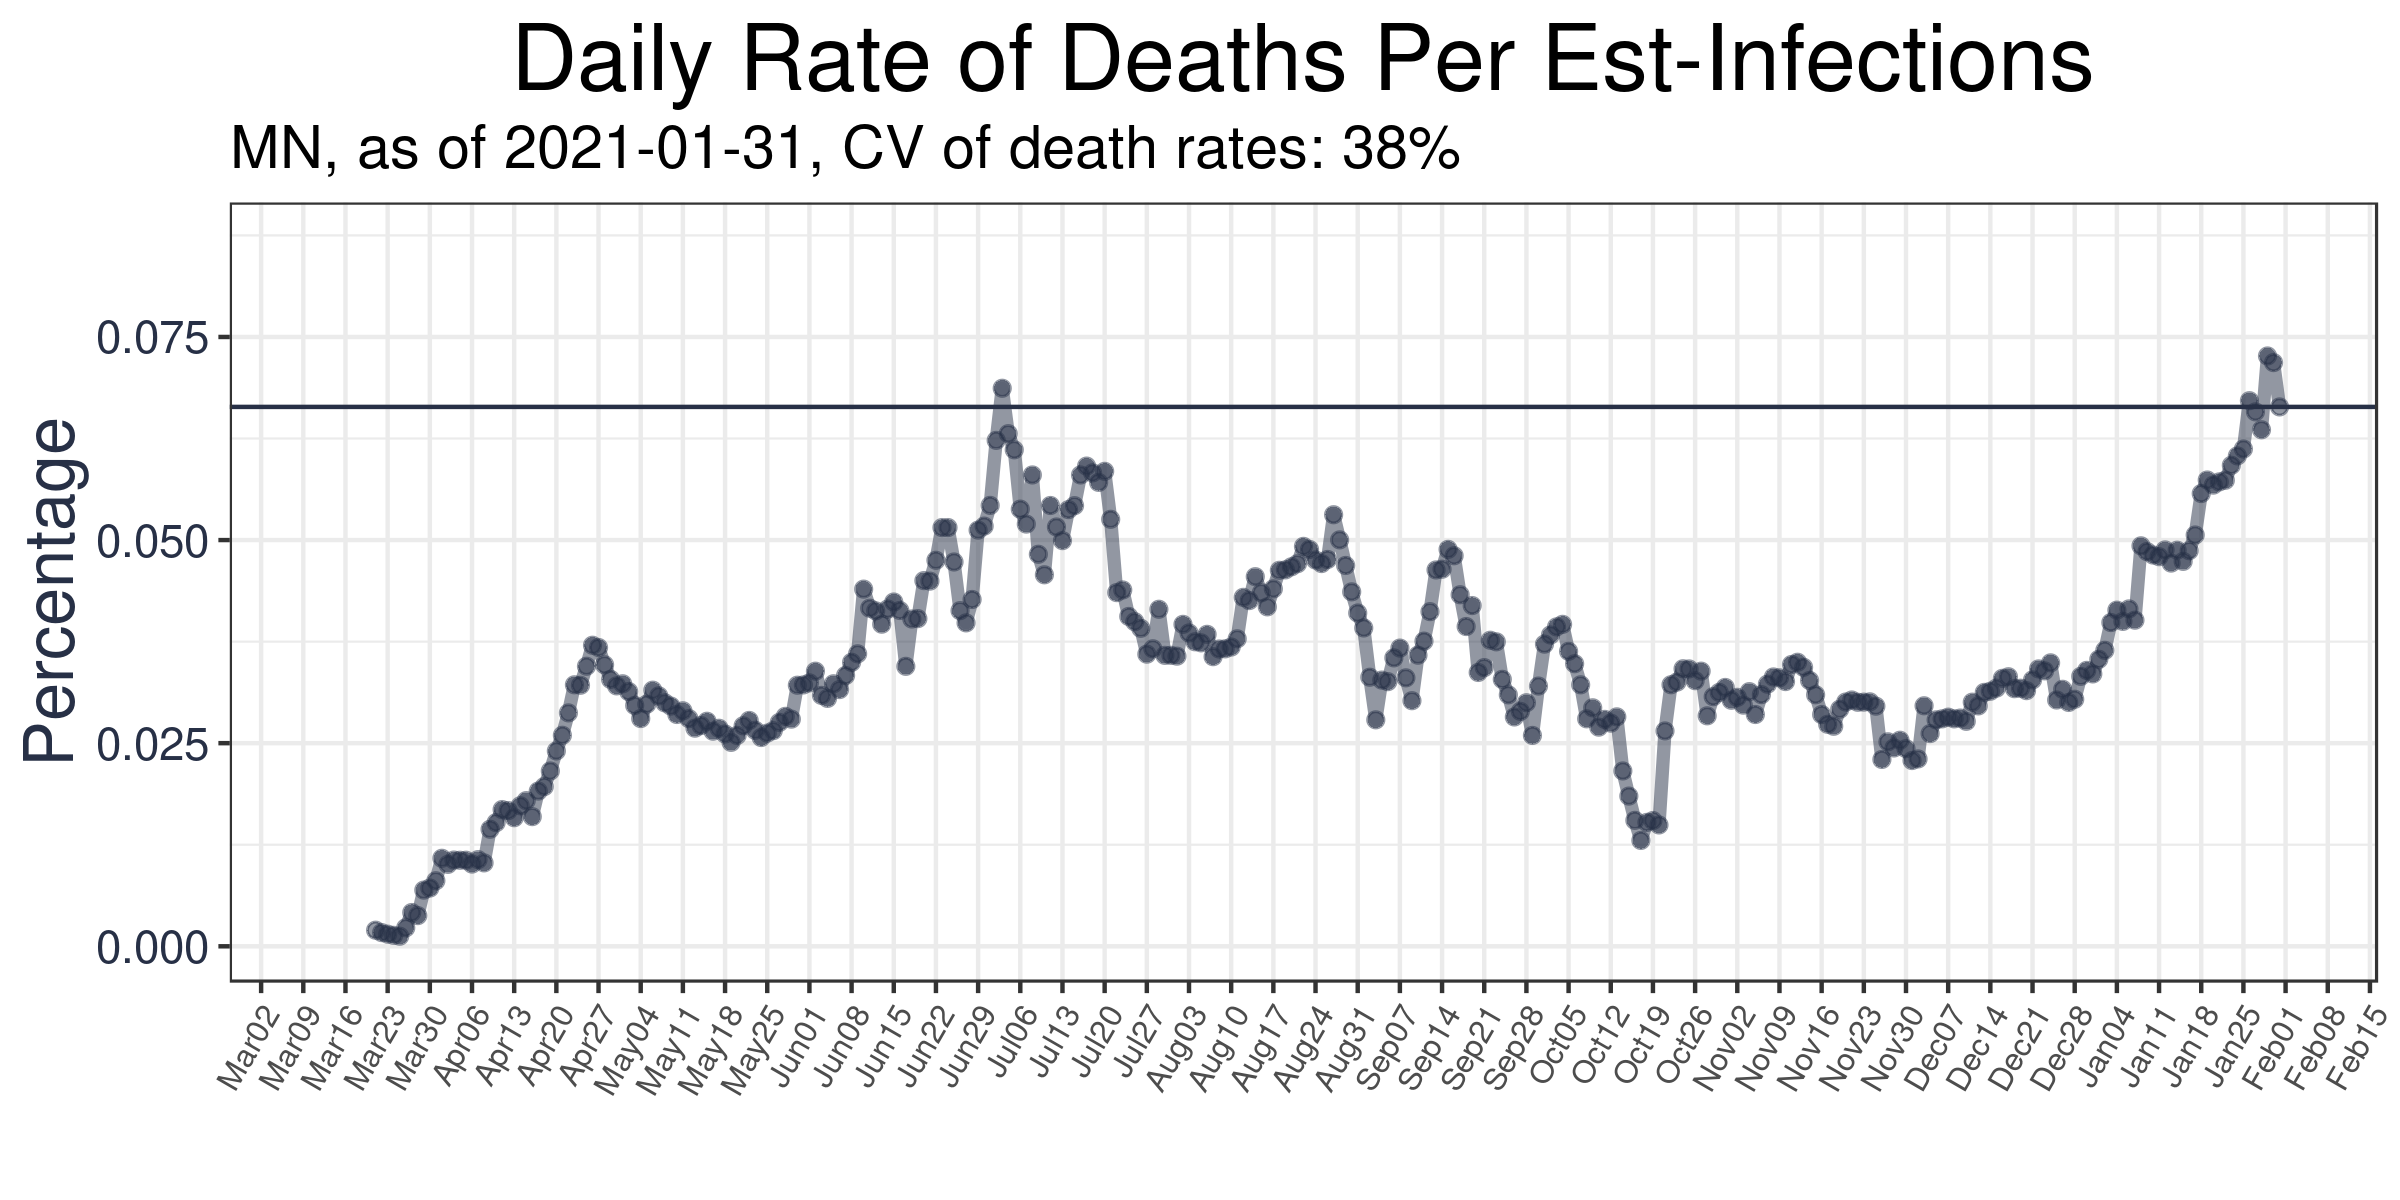 Daily Rate of Deaths Per Est-Infections
MN, as of 2021-01-31, CV of death rates: 38%
Percentage
0.075
0.050
0.025
0.000
Mar02
Mar09
Mar16
Mar23
Mar30
Apr06
Apr13
Apr20
Apr27
May04
May11
May18
May25
Jun01
Jun08
Jun15
Jun22
Jun29
Jul06
Jul13
Jul20
Jul27
Aug03
Aug10
Aug17
Aug24
Aug31
Sep07
Sep14
Sep21
Sep28
Oct05
Oct12
Oct19
Oct26
Nov02
Nov09
Nov16
Nov23
Nov30
Dec07
Dec14
Dec21
Dec28
Jan04
Jan11
Jan18
Jan25
Feb01
Feb08
Feb15